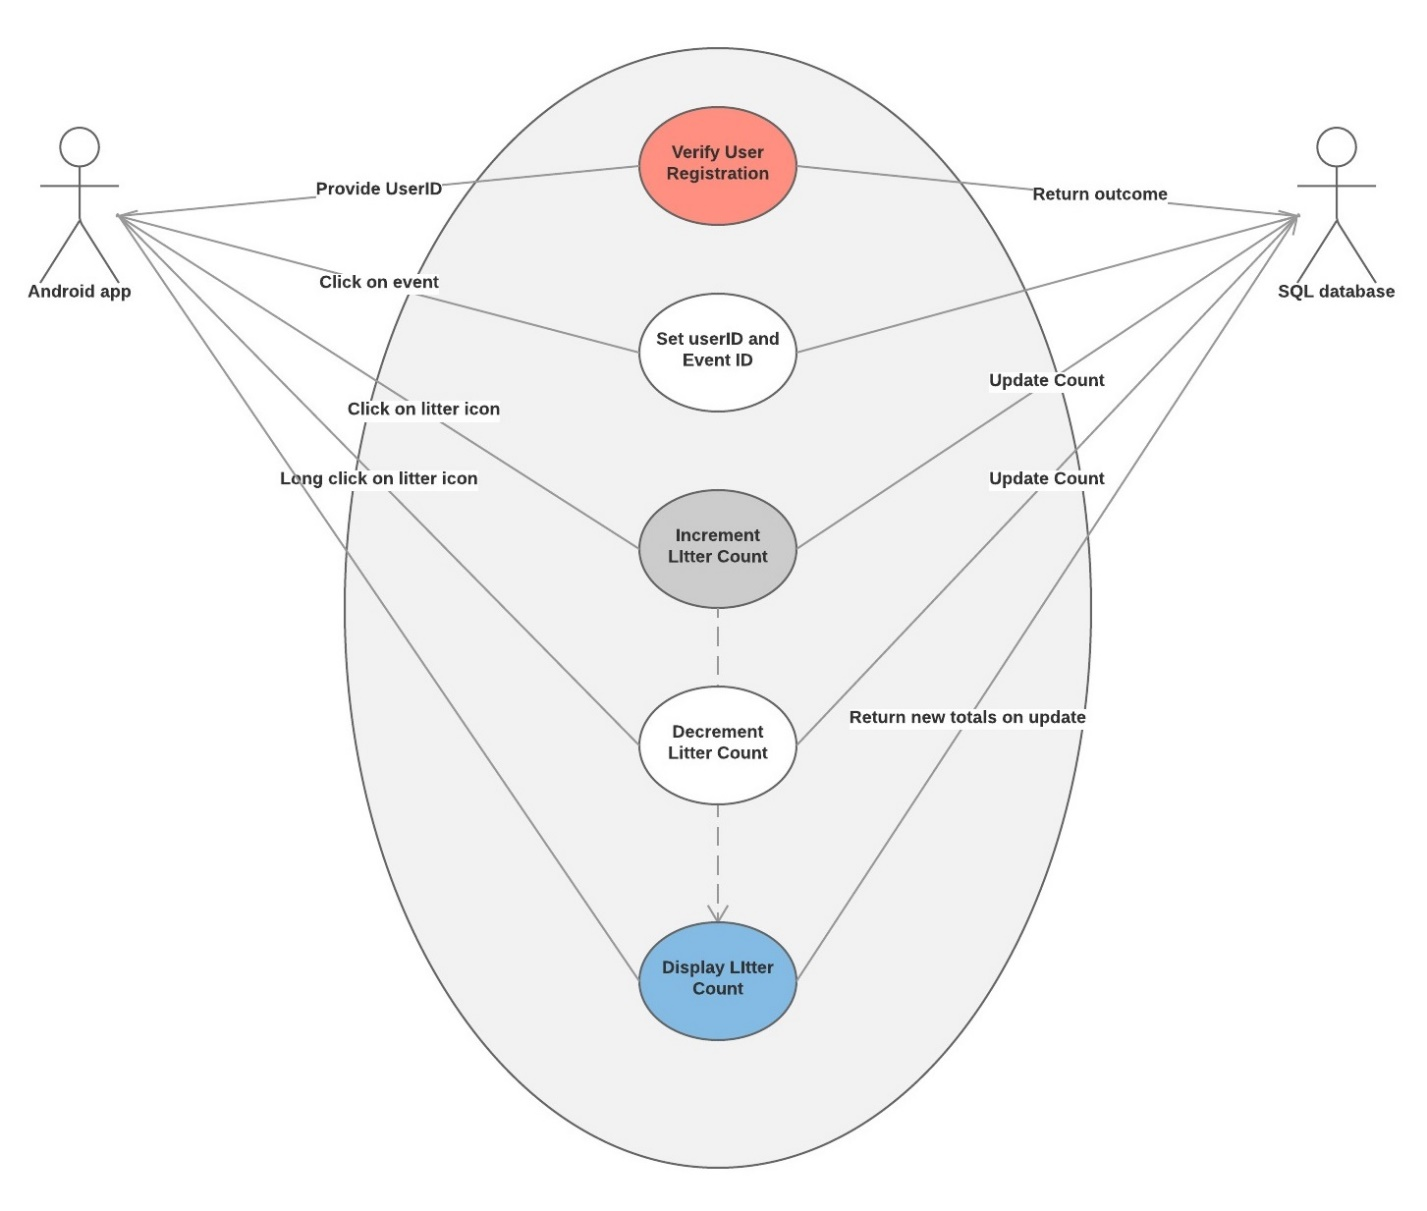 Verify User
Registration
Provide UserID
Return outcome
Android app
SQL database
Click on event
Set userID and
Event ID
Update Count
Click on litter icon
Long click on litter icon
Update Count
Increment
LItter Count
Return new totals on update
Decrement
Litter Count
Display LItter
Count